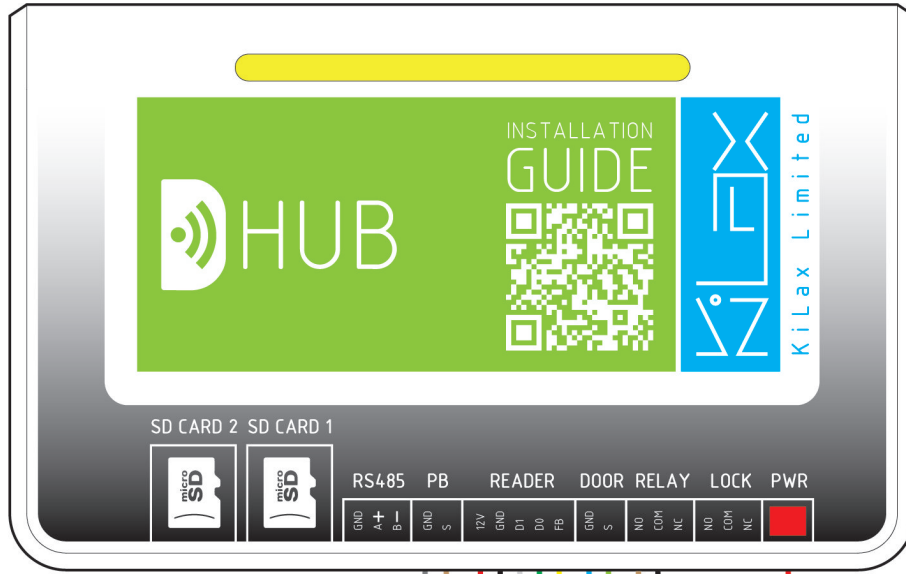 INSTALLATION
GUIDE
D HUB
KiLax
KiLax Limited
SD CARD 2 SD CARD 1
micro SD
micro SD
RS485 PB READER DOOR RELAY LOCK PWR
GND A+ B− GND S 12V GND D1 D0 FB GND S NO COM NC NO COM NC